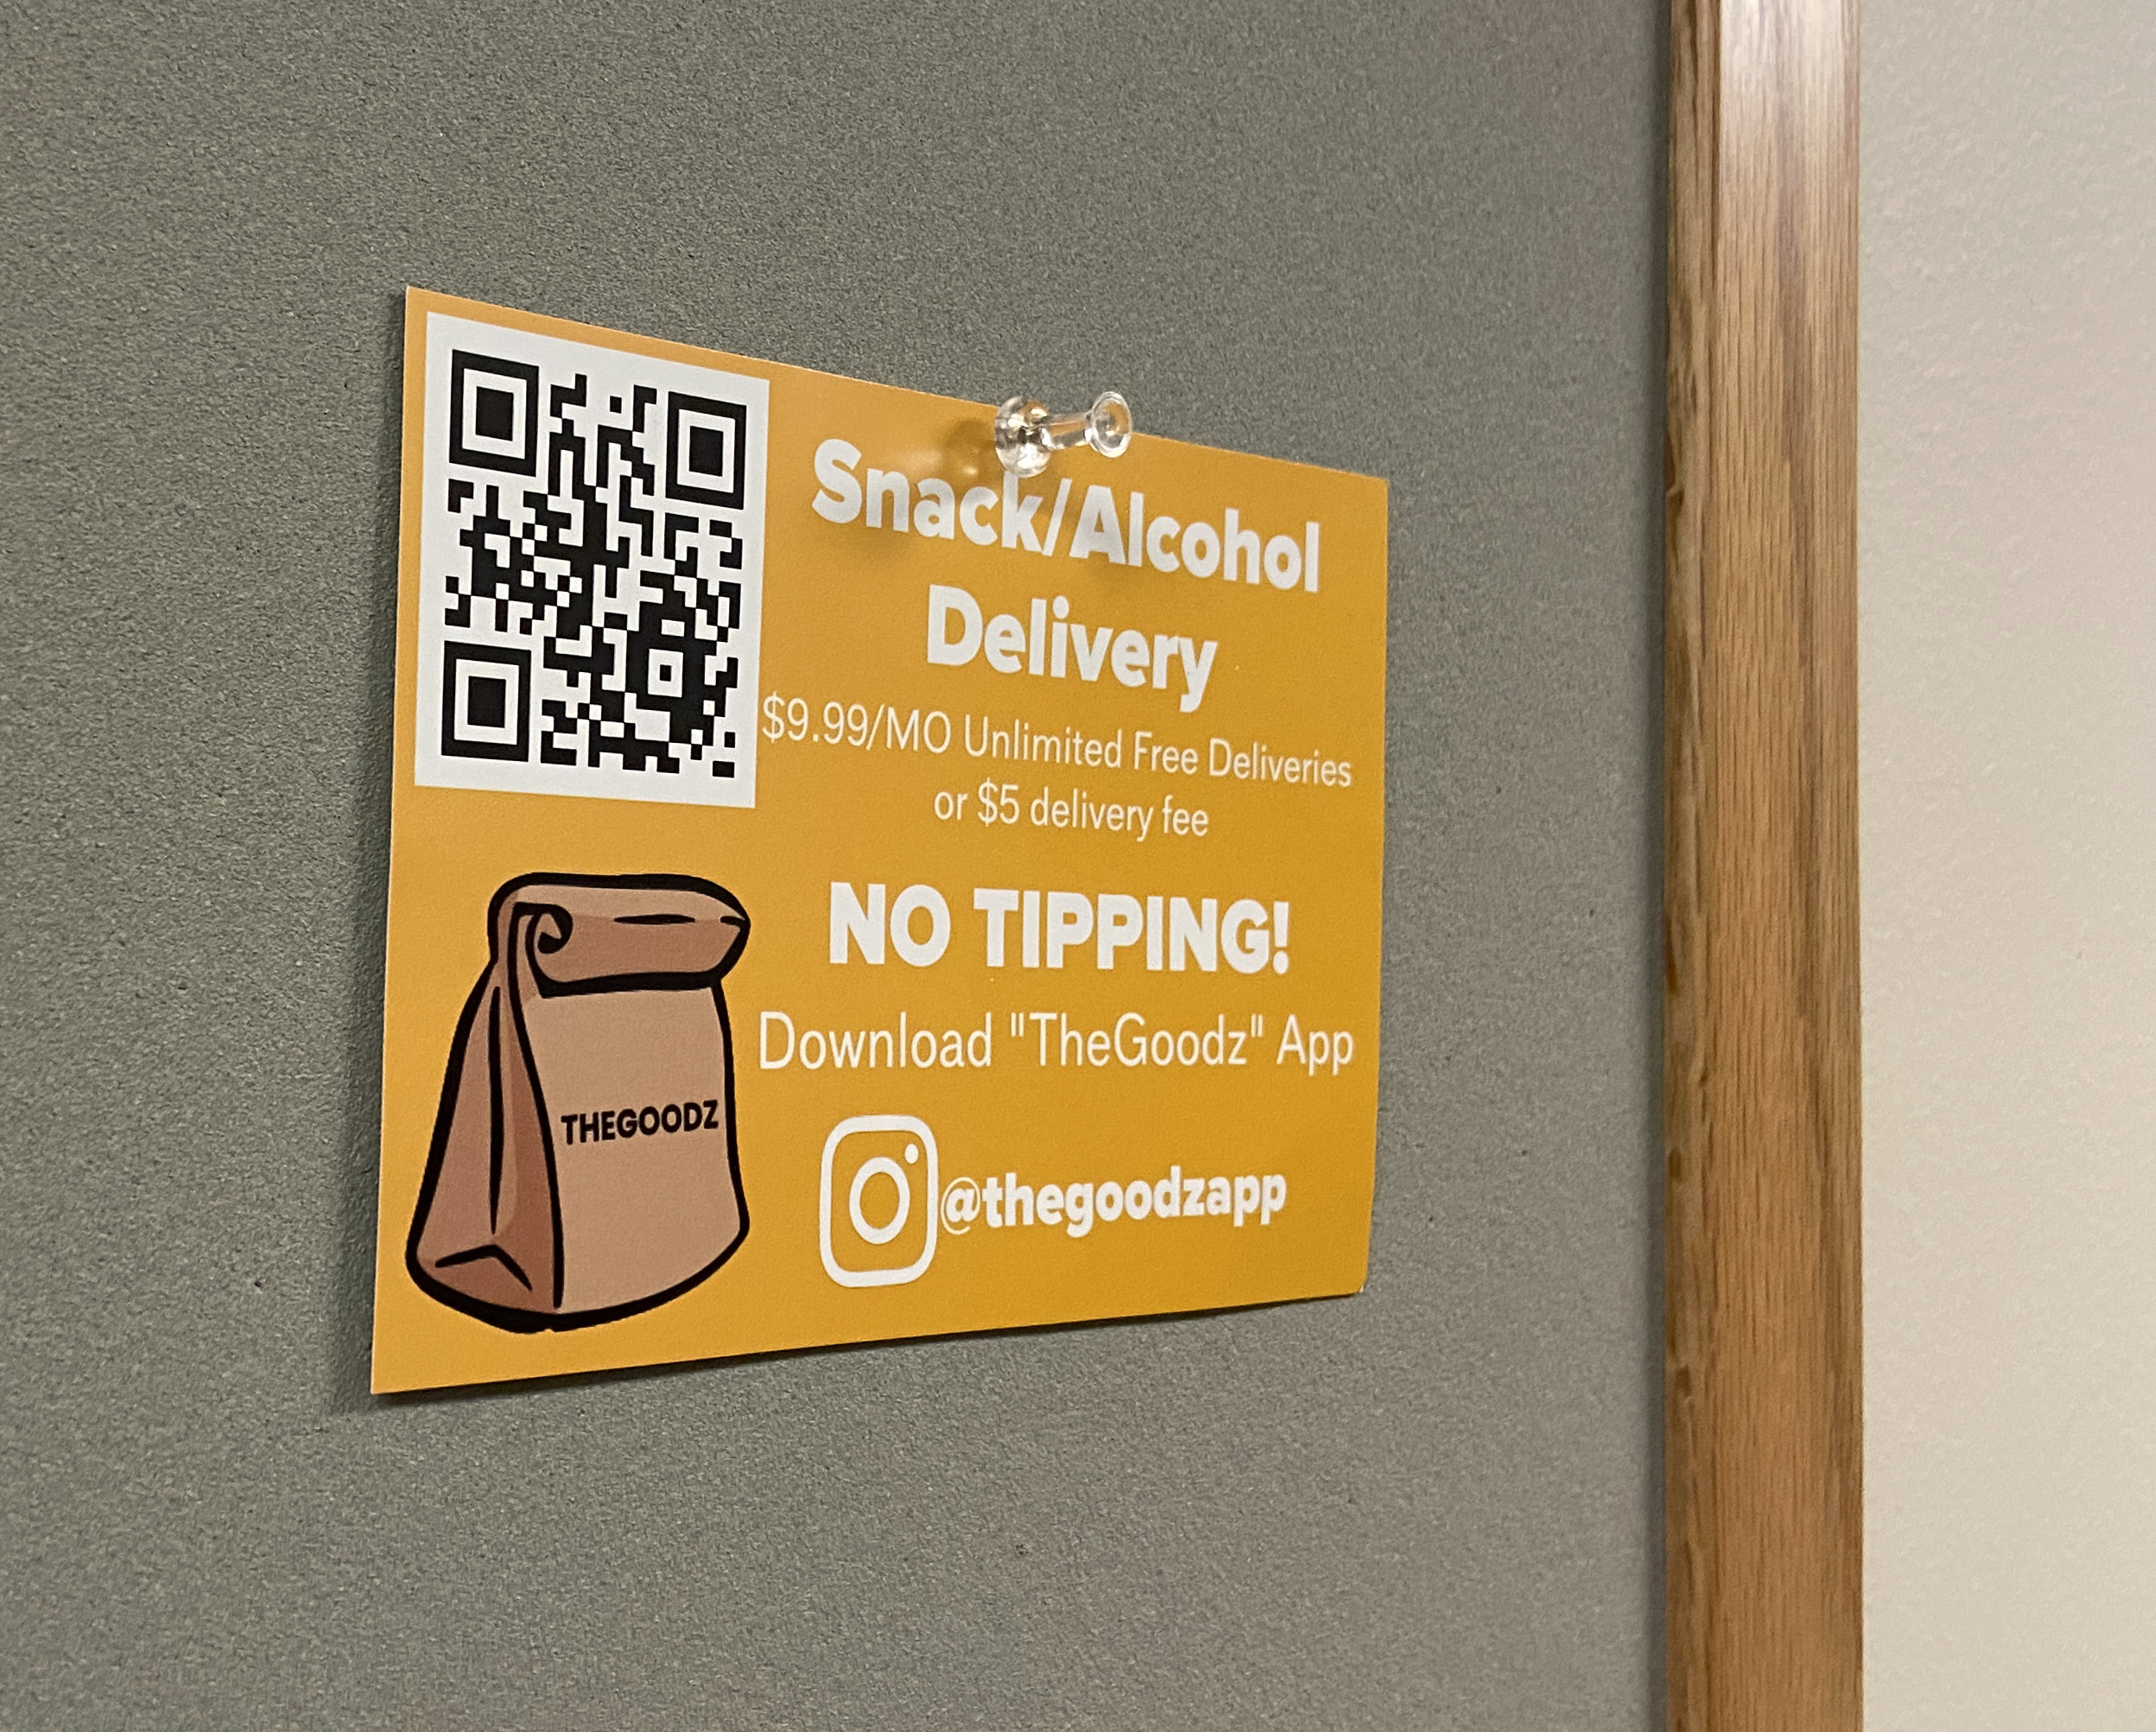 Snack/Alcohol
Delivery
$9.99/MO Unlimited Free Deliveries
or $5 delivery fee
NO TIPPING!
Download "TheGoodz" App
@thegoodzapp
THEGOODZ